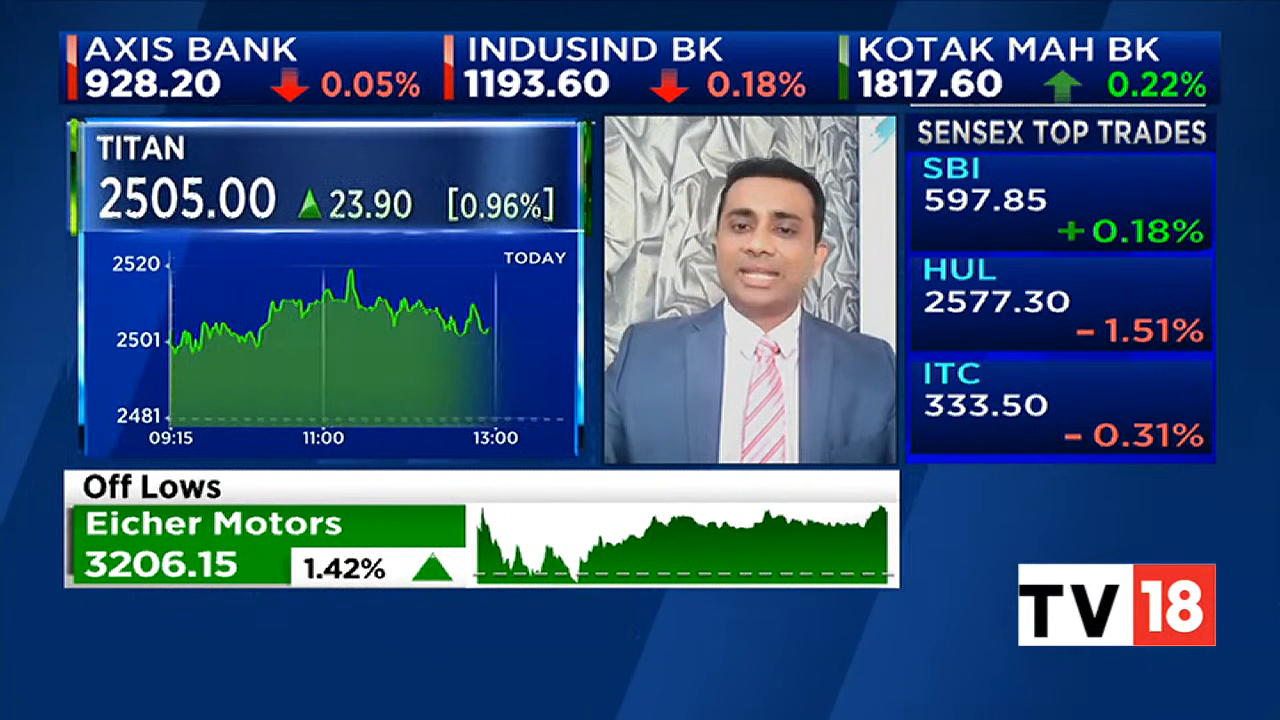 AXIS BANK
928.20 0.05%
INDUSIND BK
1193.60 0.18%
KOTAK MAH BK
1817.60 0.22%
TITAN
2505.00 ▲ 23.90 [0.96%]
TODAY
2520
2501
2481
09:15 11:00 13:00
SENSEX TOP TRADES
SBI
597.85
+ 0.18%
HUL
2577.30
- 1.51%
ITC
333.50
- 0.31%
Off Lows
Eicher Motors
3206.15 1.42% ▲
TV18